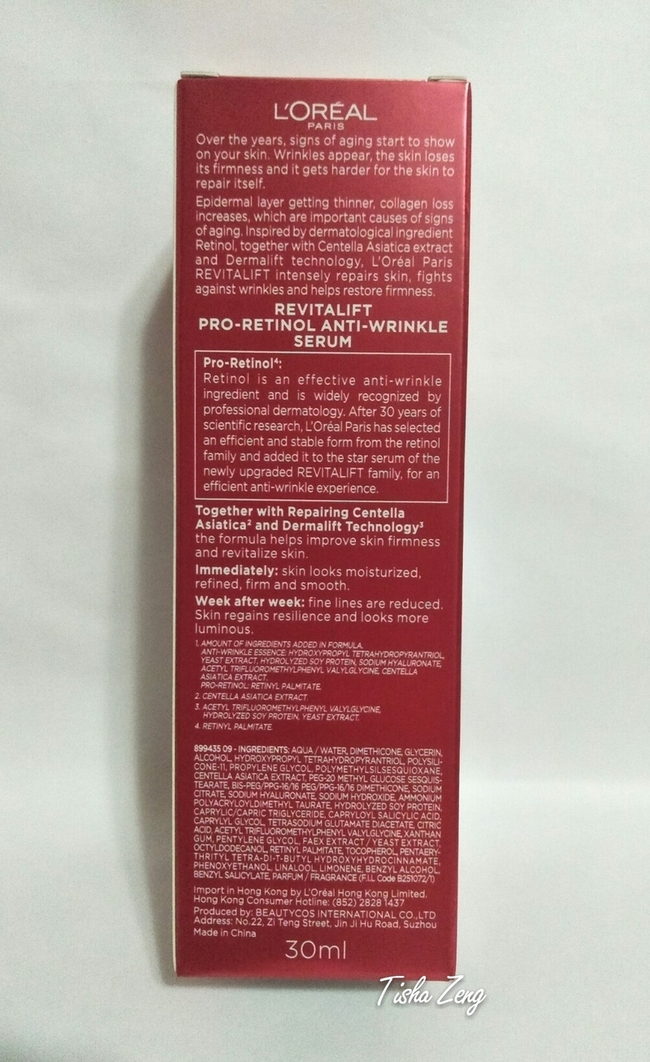 L'ORÉAL
PARIS
Over the years, signs of aging start to show
on your skin. Wrinkles appear, the skin loses
its firmness and it gets harder for the skin to
repair itself.
Epidermal layer getting thinner, collagen loss
increases, which are important causes of signs
of aging. Inspired by dermatological ingredient
Retinol, together with Centella Asiatica extract
and Dermalift technology, L'Oréal Paris
REVITALIFT intensely repairs skin, fights
against wrinkles and helps restore firmness.
REVITALIFT
PRO-RETINOL ANTI-WRINKLE
SERUM
Pro-Retinol⁴:
Retinol is an effective anti-wrinkle
ingredient and is widely recognized by
professional dermatology. After 30 years of
scientific research, L'Oréal Paris has selected
an efficient and stable form from the retinol
family and added it to the star serum of the
newly upgraded REVITALIFT family, for an
efficient anti-wrinkle experience.
Together with Repairing Centella
Asiatica² and Dermalift Technology³
the formula helps improve skin firmness
and revitalize skin.
Immediately: skin looks moisturized,
refined, firm and smooth.
Week after week: fine lines are reduced.
Skin regains resilience and looks more
luminous.
1. AMOUNT OF INGREDIENTS ADDED IN FORMULA.
ANTI-WRINKLE ESSENCE: HYDROXYPROPYL TETRAHYDROPYRANTRIOL,
YEAST EXTRACT, HYDROLYZED SOY PROTEIN, SODIUM HYALURONATE,
ACETYL TRIFLUOROMETHYLPHENYL VALYLGLYCINE, CENTELLA
ASIATICA EXTRACT.
PRO-RETINOL: RETINYL PALMITATE.
2. CENTELLA ASIATICA EXTRACT.
3. ACETYL TRIFLUOROMETHYLPHENYL VALYLGLYCINE,
HYDROLYZED SOY PROTEIN, YEAST EXTRACT.
4. RETINYL PALMITATE.
899435 09 - INGREDIENTS: AQUA / WATER, DIMETHICONE, GLYCERIN,
ALCOHOL, HYDROXYPROPYL TETRAHYDROPYRANTRIOL, POLYSILI-
CONE-11, PROPYLENE GLYCOL, POLYMETHYLSILSESQUIOXANE,
CENTELLA ASIATICA EXTRACT, PEG-20 METHYL GLUCOSE SESQUIS-
TEARATE, BIS-PEG/PPG-16/16 PEG/PPG-16/16 DIMETHICONE, SODIUM
CITRATE, SODIUM HYALURONATE, SODIUM HYDROXIDE, AMMONIUM
POLYACRYLOYLDIMETHYL TAURATE, HYDROLYZED SOY PROTEIN,
CAPRYLIC/CAPRIC TRIGLYCERIDE, CAPRYLOYL SALICYLIC ACID,
CAPRYLYL GLYCOL, TETRASODIUM GLUTAMATE DIACETATE, CITRIC
ACID, ACETYL TRIFLUOROMETHYLPHENYL VALYLGLYCINE, XANTHAN
GUM, PENTYLENE GLYCOL, FAEX EXTRACT / YEAST EXTRACT,
OCTYLDODECANOL, RETINYL PALMITATE, TOCOPHEROL, PENTAERY-
THRITYL TETRA-DI-T-BUTYL HYDROXYHYDROCINNAMATE,
PHENOXYETHANOL, LINALOOL, LIMONENE, BENZYL ALCOHOL,
BENZYL SALICYLATE, PARFUM / FRAGRANCE (F.I.L Code B251072/1)
Import in Hong Kong by L'Oréal Hong Kong Limited.
Hong Kong Consumer Hotline: (852) 2828 1437
Produced by: BEAUTYCOS INTERNATIONAL CO.,LTD
Address: No.22, Zi Teng Street, Jin Ji Hu Road, Suzhou
Made in China
30ml
Tisha Zeng